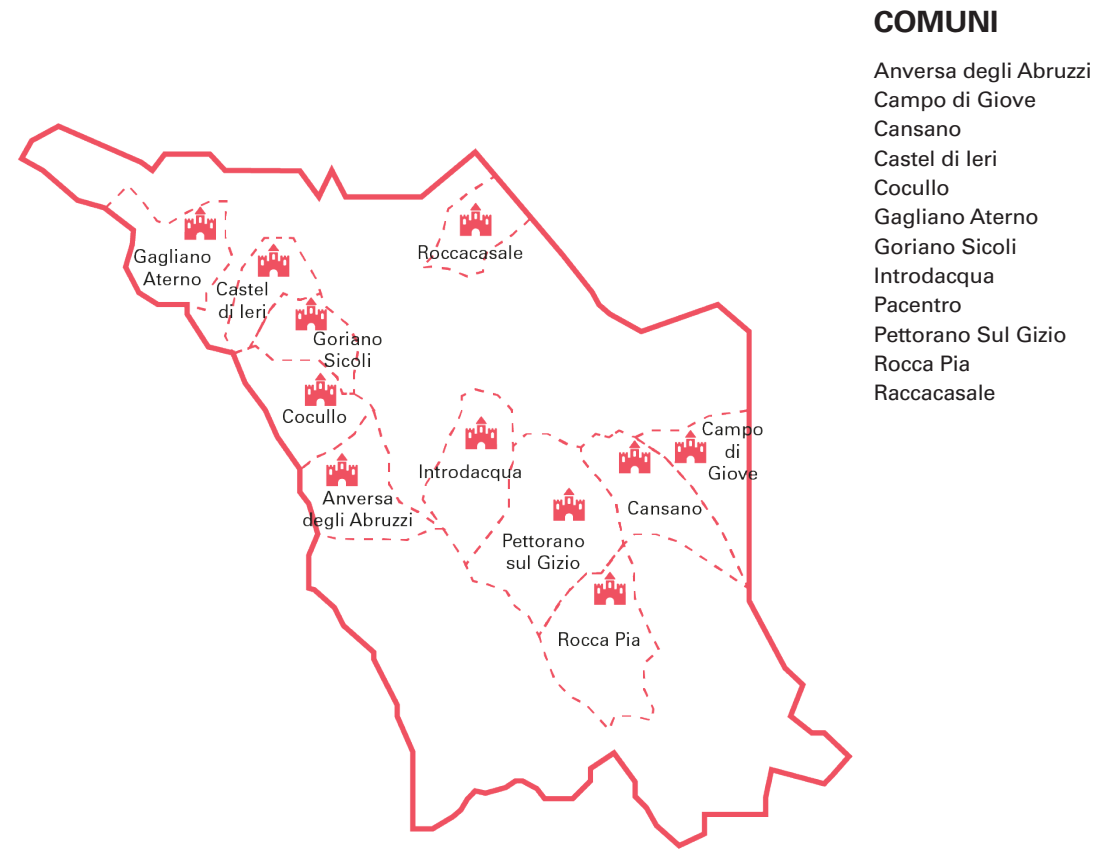 COMUNI
Anversa degli Abruzzi
Campo di Giove
Cansano
Castel di Ieri
Cocullo
Gagliano Aterno
Goriano Sicoli
Introdacqua
Pacentro
Pettorano Sul Gizio
Rocca Pia
Raccacasale
Gagliano
Aterno
Castel
di Ieri
Roccacasale
Goriano
Sicoli
Cocullo
Anversa
degli Abruzzi
Introdacqua
Campo
di
Giove
Cansano
Pettorano
sul Gizio
Rocca Pia